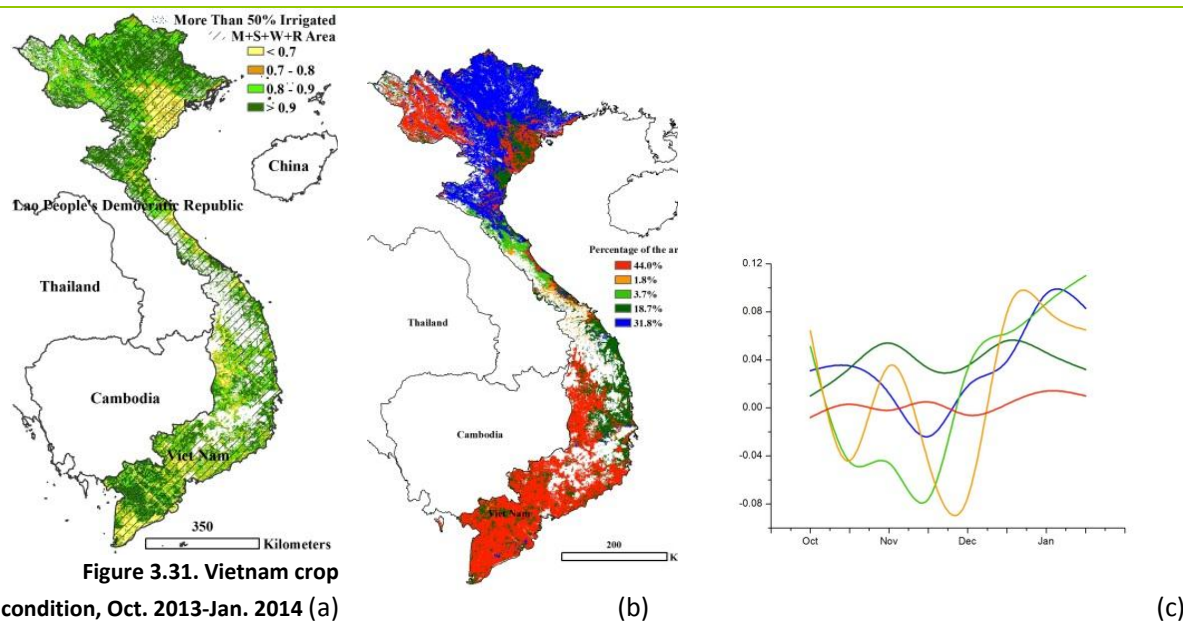 More Than 50% Irrigated
M+S+W+R Area
< 0.7
0.7 - 0.8
0.8 - 0.9
> 0.9
China
Lao People's Democratic Republic
Thailand
Cambodia
Viet Nam
350
Kilometers
Percentage of the ar
44.0%
1.8%
3.7%
18.7%
31.8%
Thailand
Cambodia
Viet Nam
200
K
0.12
0.08
0.04
0.00
-0.04
-0.08
Oct Nov Dec Jan
Figure 3.31. Vietnam crop
condition, Oct. 2013-Jan. 2014 (a) (b) (c)